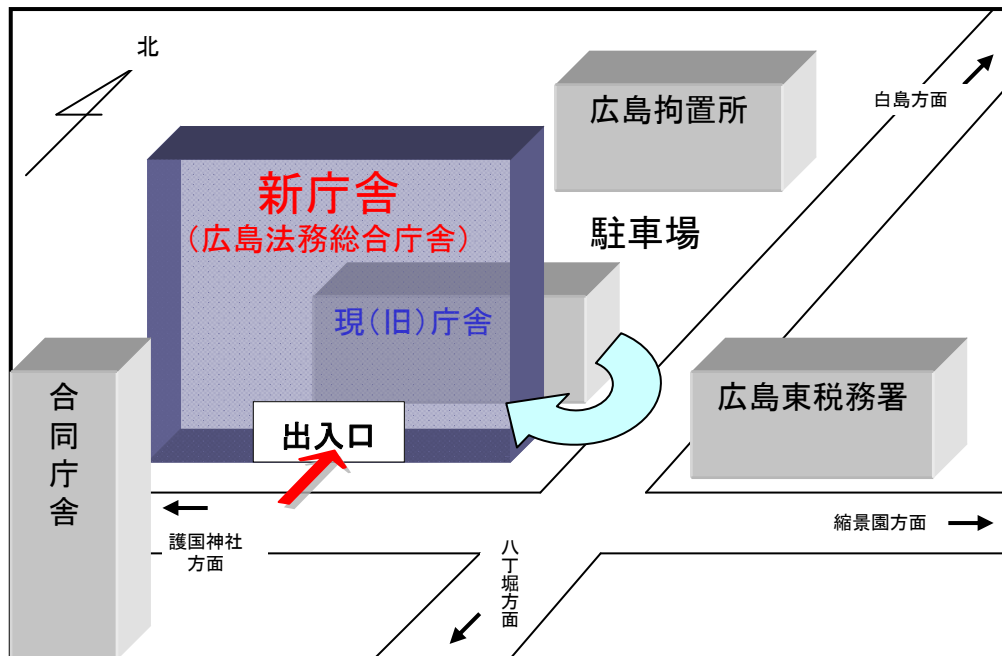 北
広島拘置所
白島方面
新庁舎
(広島法務総合庁舎)
駐車場
現(旧)庁舎
合同庁舎
広島東税務署
出入口
護国神社
方面
八丁堀方面
縮景園方面